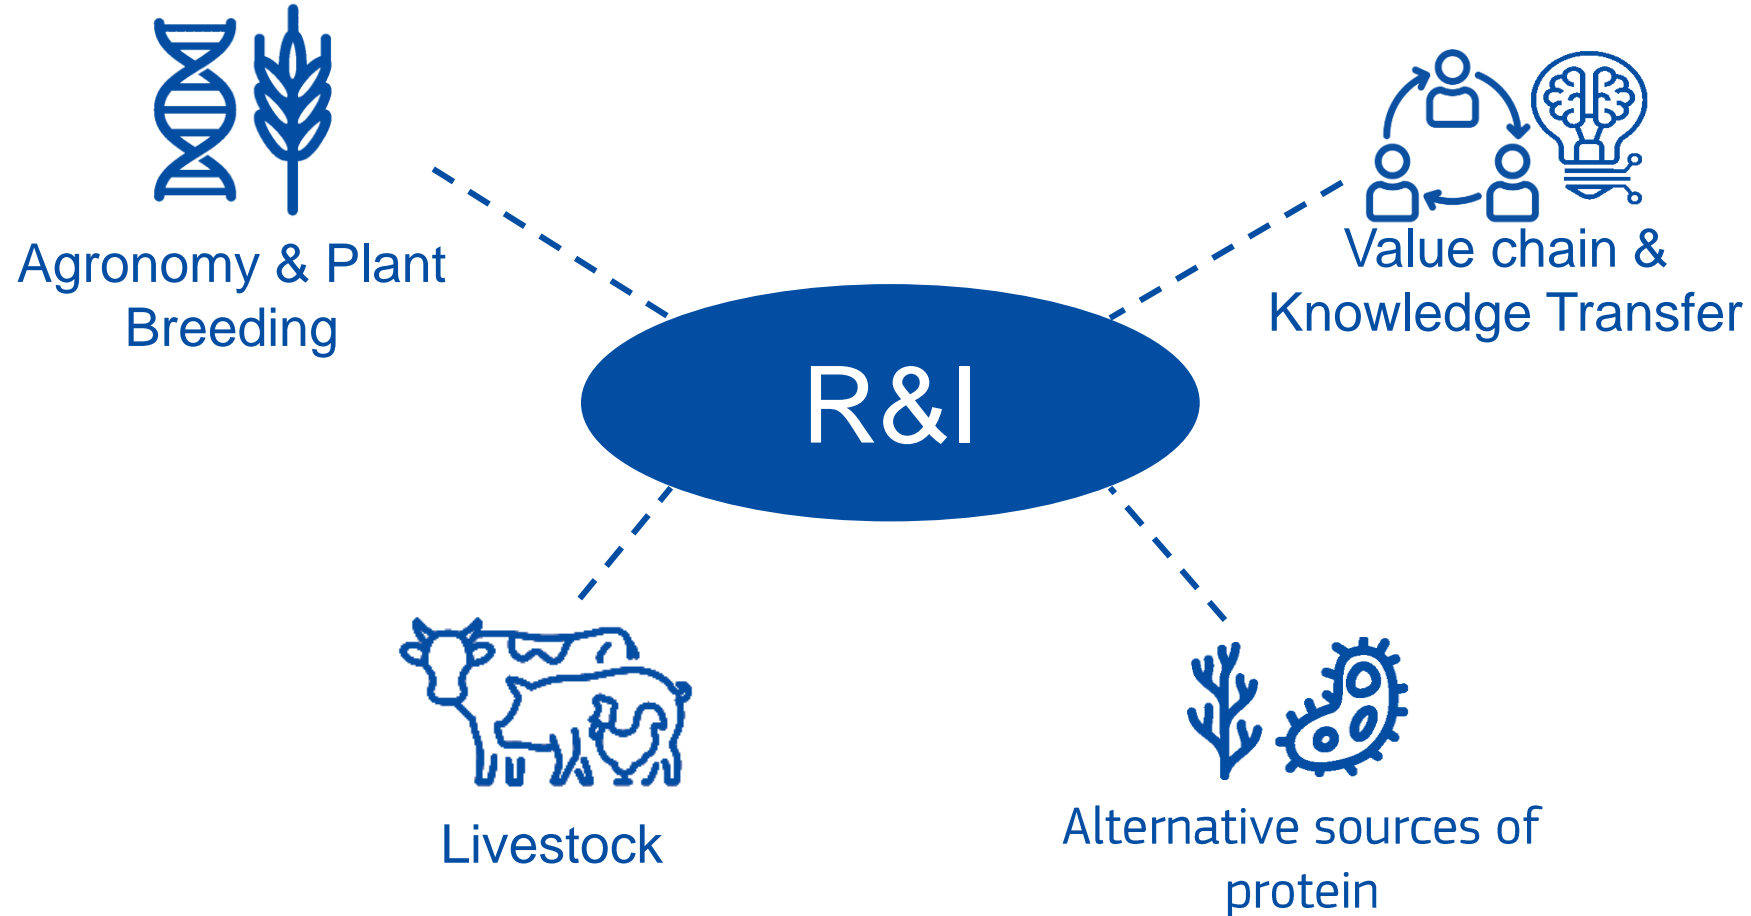 Agronomy & Plant
Breeding
Value chain &
Knowledge Transfer
R&I
Livestock
Alternative sources of
protein